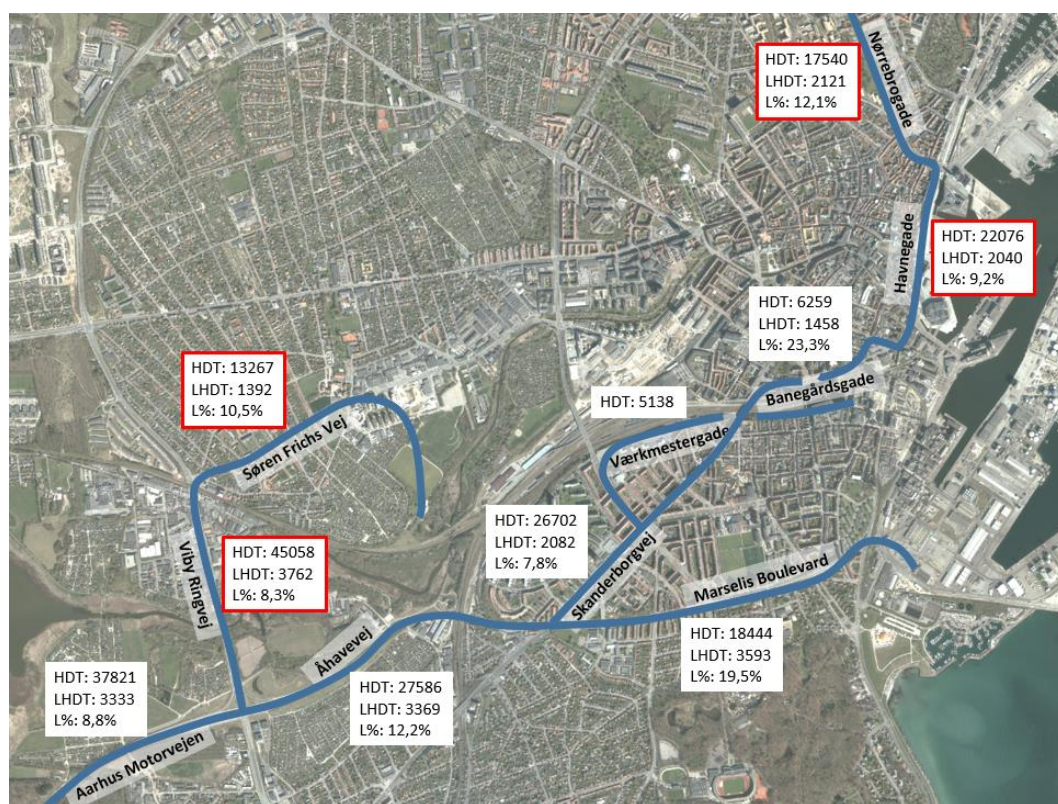 HDT: 17540
LHDT: 2121
L%: 12,1%
Nørrebrogade
HDT: 22076
LHDT: 2040
L%: 9,2%
Havnegade
HDT: 6259
LHDT: 1458
L%: 23,3%
Banegårdsgade
HDT: 5138
Værkmestergade
HDT: 13267
LHDT: 1392
L%: 10,5%
Søren Frichs Vej
HDT: 26702
LHDT: 2082
L%: 7,8%
Skanderborgvej
HDT: 45058
LHDT: 3762
L%: 8,3%
Viby Ringvej
Marselis Boulevard
HDT: 18444
LHDT: 3593
L%: 19,5%
Åhavevej
HDT: 27586
LHDT: 3369
L%: 12,2%
HDT: 37821
LHDT: 3333
L%: 8,8%
Aarhus Motorvejen